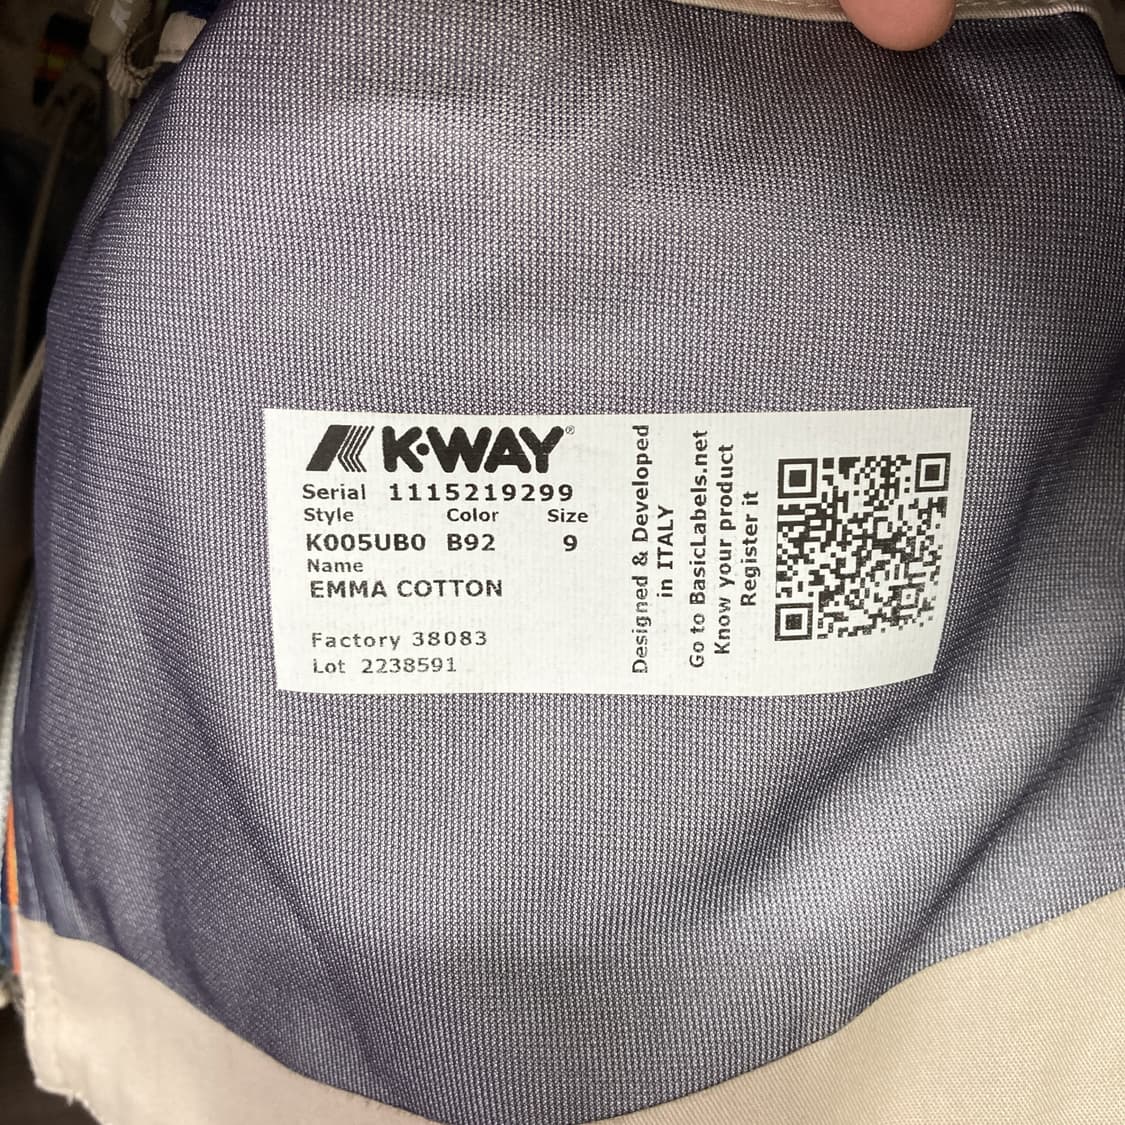 K·WAY®
Serial 1115219299
Style Color Size
K005UB0 B92 9
Name
EMMA COTTON
Factory 38083
Lot 2238591
Designed & Developed
in ITALY
Go to BasicLabels.net
Know your product
Register it